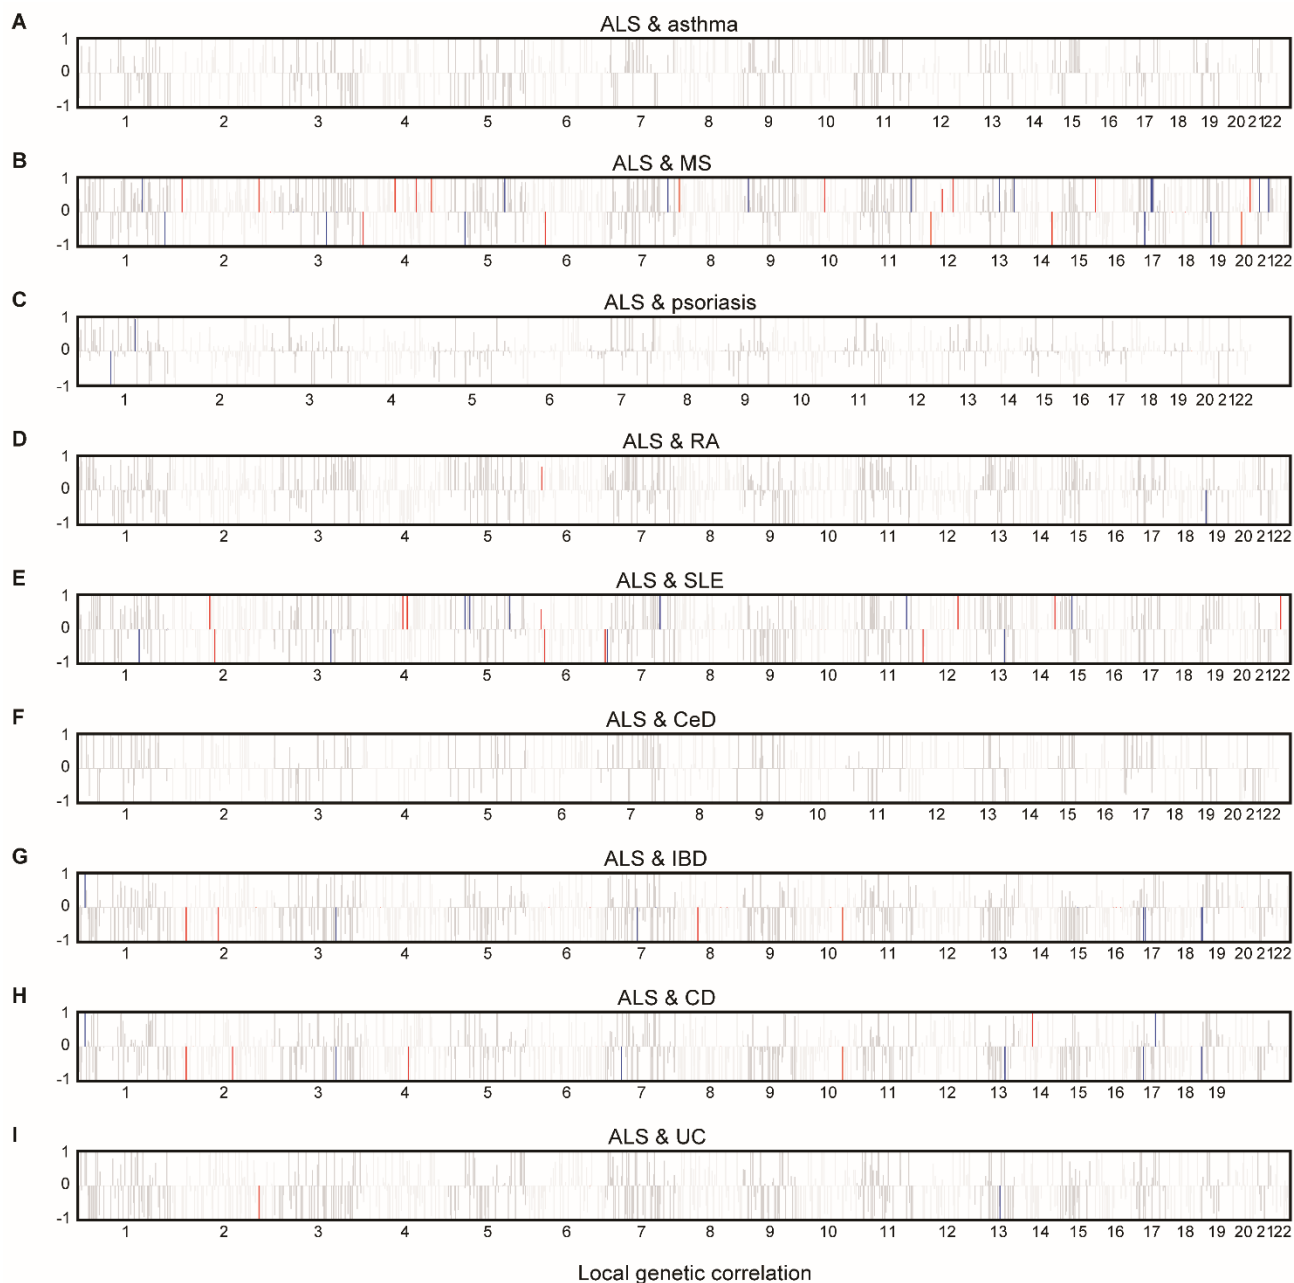 A
ALS & asthma
1
0
-1
1 2 3 4 5 6 7 8 9 10 11 12 13 14 15 16 17 18 19 20 21 22
B
ALS & MS
1
0
-1
1 2 3 4 5 6 7 8 9 10 11 12 13 14 15 16 17 18 19 20 21 22
C
ALS & psoriasis
1
0
-1
1 2 3 4 5 6 7 8 9 10 11 12 13 14 15 16 17 18 19 20 21 22
D
ALS & RA
1
0
-1
1 2 3 4 5 6 7 8 9 10 11 12 13 14 15 16 17 18 19 20 21 22
E
ALS & SLE
1
0
-1
1 2 3 4 5 6 7 8 9 10 11 12 13 14 15 16 17 18 19 20 21 22
F
ALS & CeD
1
0
-1
1 2 3 4 5 6 7 8 9 10 11 12 13 14 15 16 17 18 19 20 21 22
G
ALS & IBD
1
0
-1
1 2 3 4 5 6 7 8 9 10 11 12 13 14 15 16 17 18 19 20 21 22
H
ALS & CD
1
0
-1
1 2 3 4 5 6 7 8 9 10 11 12 13 14 15 16 17 18 19
I
ALS & UC
1
0
-1
1 2 3 4 5 6 7 8 9 10 11 12 13 14 15 16 17 18 19 20 21 22
Local genetic correlation